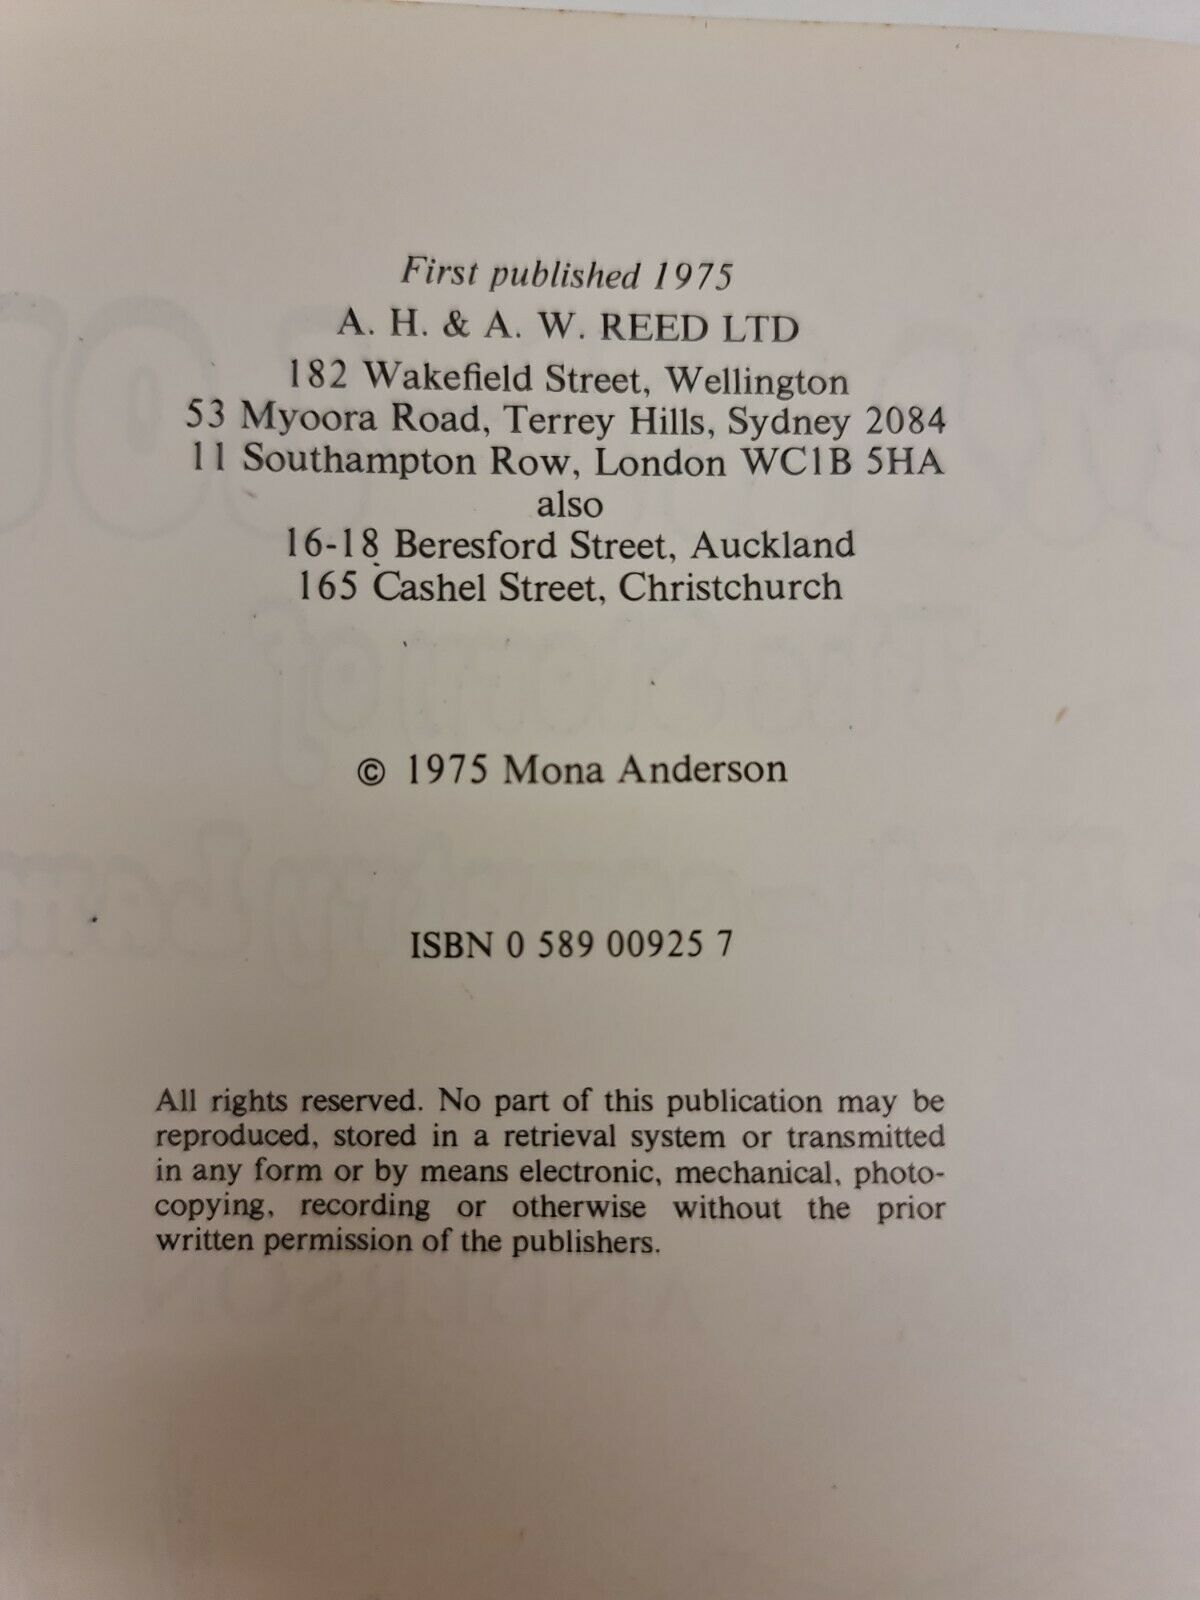 First published 1975
A. H. & A. W. REED LTD
182 Wakefield Street, Wellington
53 Myoora Road, Terrey Hills, Sydney 2084
11 Southampton Row, London WC1B 5HA
also
16-18 Beresford Street, Auckland
165 Cashel Street, Christchurch
© 1975 Mona Anderson
ISBN 0 589 00925 7
All rights reserved. No part of this publication may be
reproduced, stored in a retrieval system or transmitted
in any form or by means electronic, mechanical, photo-
copying, recording or otherwise without the prior
written permission of the publishers.